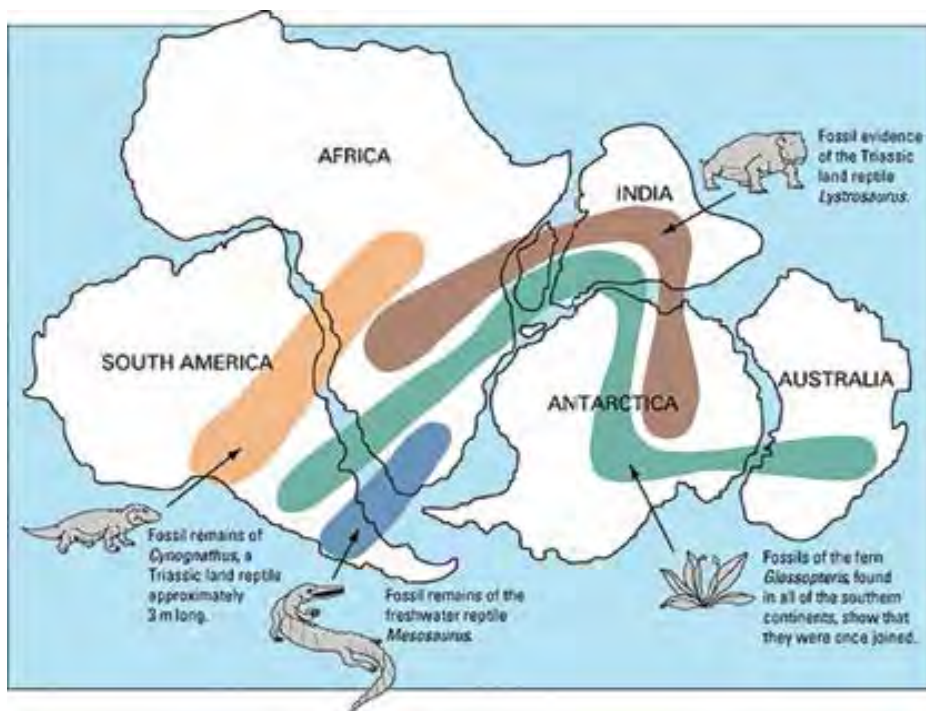 AFRICA
INDIA
SOUTH AMERICA
ANTARCTICA
AUSTRALIA
Fossil evidence
of the Triassic
land reptile
Lystrosaurus.
Fossil remains of
Cynognathus, a
Triassic land reptile
approximately
3 m long.
Fossil remains of the
freshwater reptile
Mesosaurus.
Fossils of the fern
Glossopteris, found
in all of the southern
continents, show that
they were once joined.